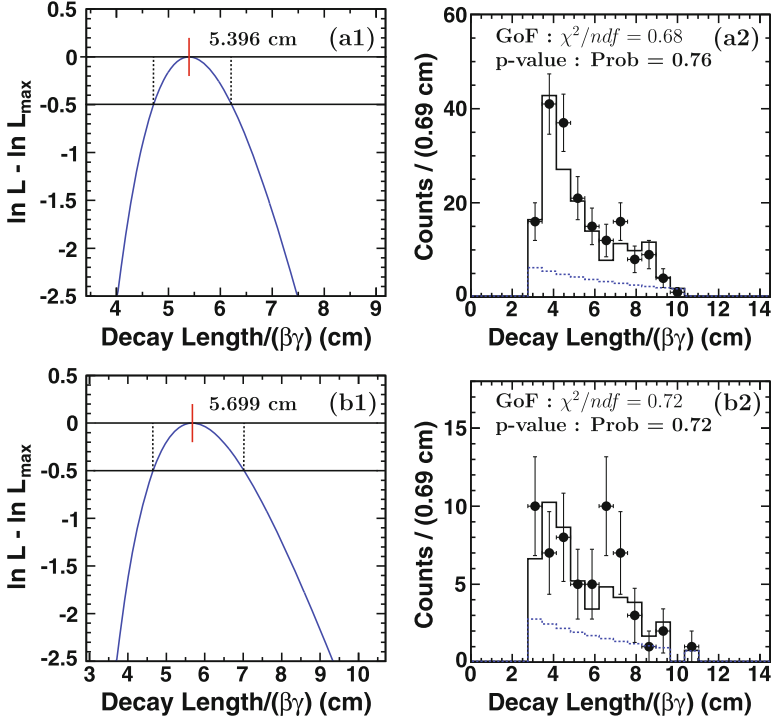 0.5
0
-0.5
-1
-1.5
-2
-2.5
ln L - ln Lₘₐₓ
5.396 cm
(a1)
4 5 6 7 8 9
Decay Length/(βγ) (cm)
60
40
20
0
Counts / (0.69 cm)
GoF : χ²/ndf = 0.68
p-value : Prob = 0.76
(a2)
0 2 4 6 8 10 12 14
Decay Length/(βγ) (cm)
0.5
0
-0.5
-1
-1.5
-2
-2.5
ln L - ln Lₘₐₓ
5.699 cm
(b1)
3 4 5 6 7 8 9 10
Decay Length/(βγ) (cm)
15
10
5
0
Counts / (0.69 cm)
GoF : χ²/ndf = 0.72
p-value : Prob = 0.72
(b2)
0 2 4 6 8 10 12 14
Decay Length/(βγ) (cm)